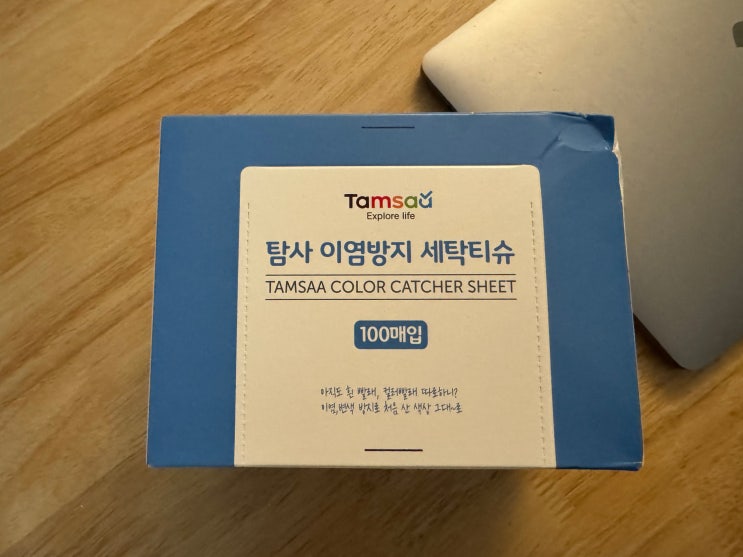 Tamsaa
Explore life
탐사 이염방지 세탁티슈
TAMSAA COLOR CATCHER SHEET
100매입
아직도 흰 빨래, 컬러빨래 따로하니?
이염,변색 방지로 처음 산 색상 그대~로